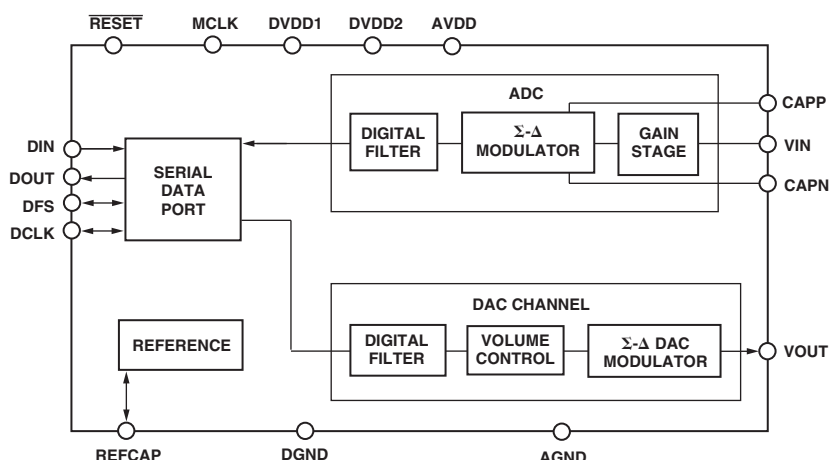 RESET MCLK DVDD1 DVDD2 AVDD
ADC
DIGITAL
FILTER
Σ-Δ
MODULATOR
GAIN
STAGE
CAPP
VIN
CAPN
DIN
DOUT
DFS
DCLK
SERIAL
DATA
PORT
DAC CHANNEL
DIGITAL
FILTER
VOLUME
CONTROL
Σ-Δ DAC
MODULATOR
VOUT
REFERENCE
REFCAP DGND AGND